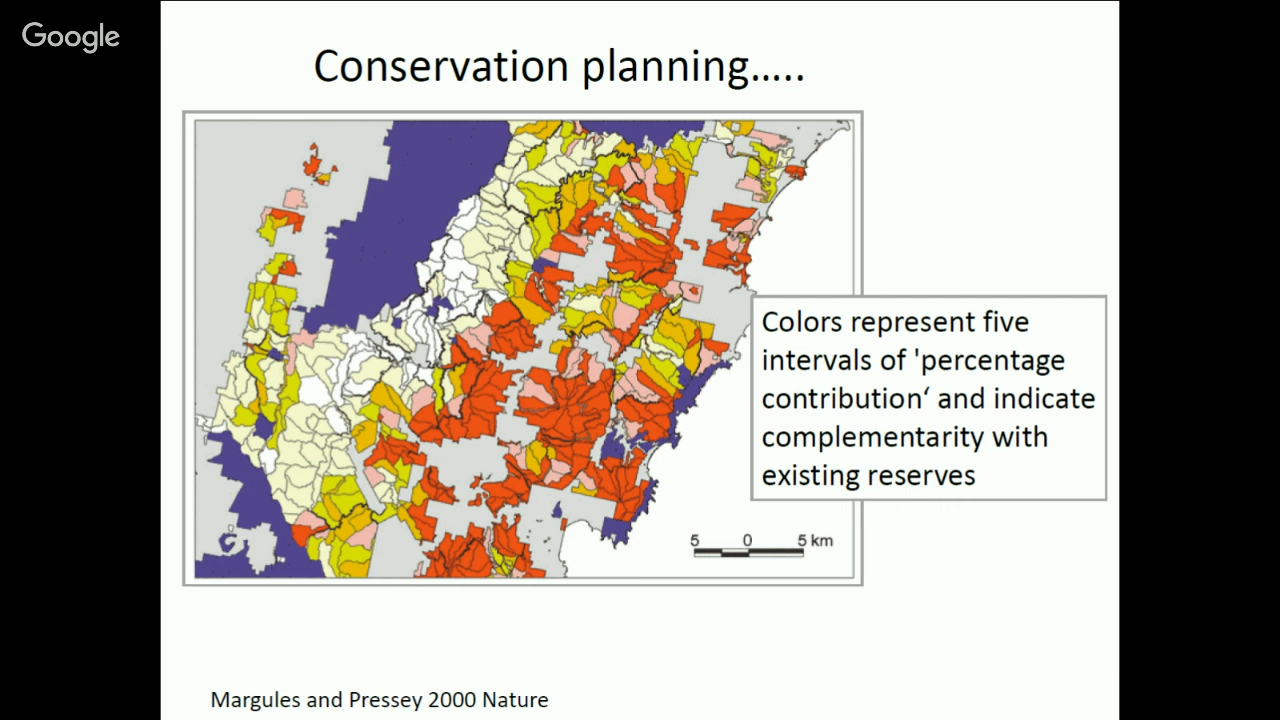 Google
Conservation planning.....
Colors represent five
intervals of 'percentage
contribution‘ and indicate
complementarity with
existing reserves
5 0 5 km
Margules and Pressey 2000 Nature